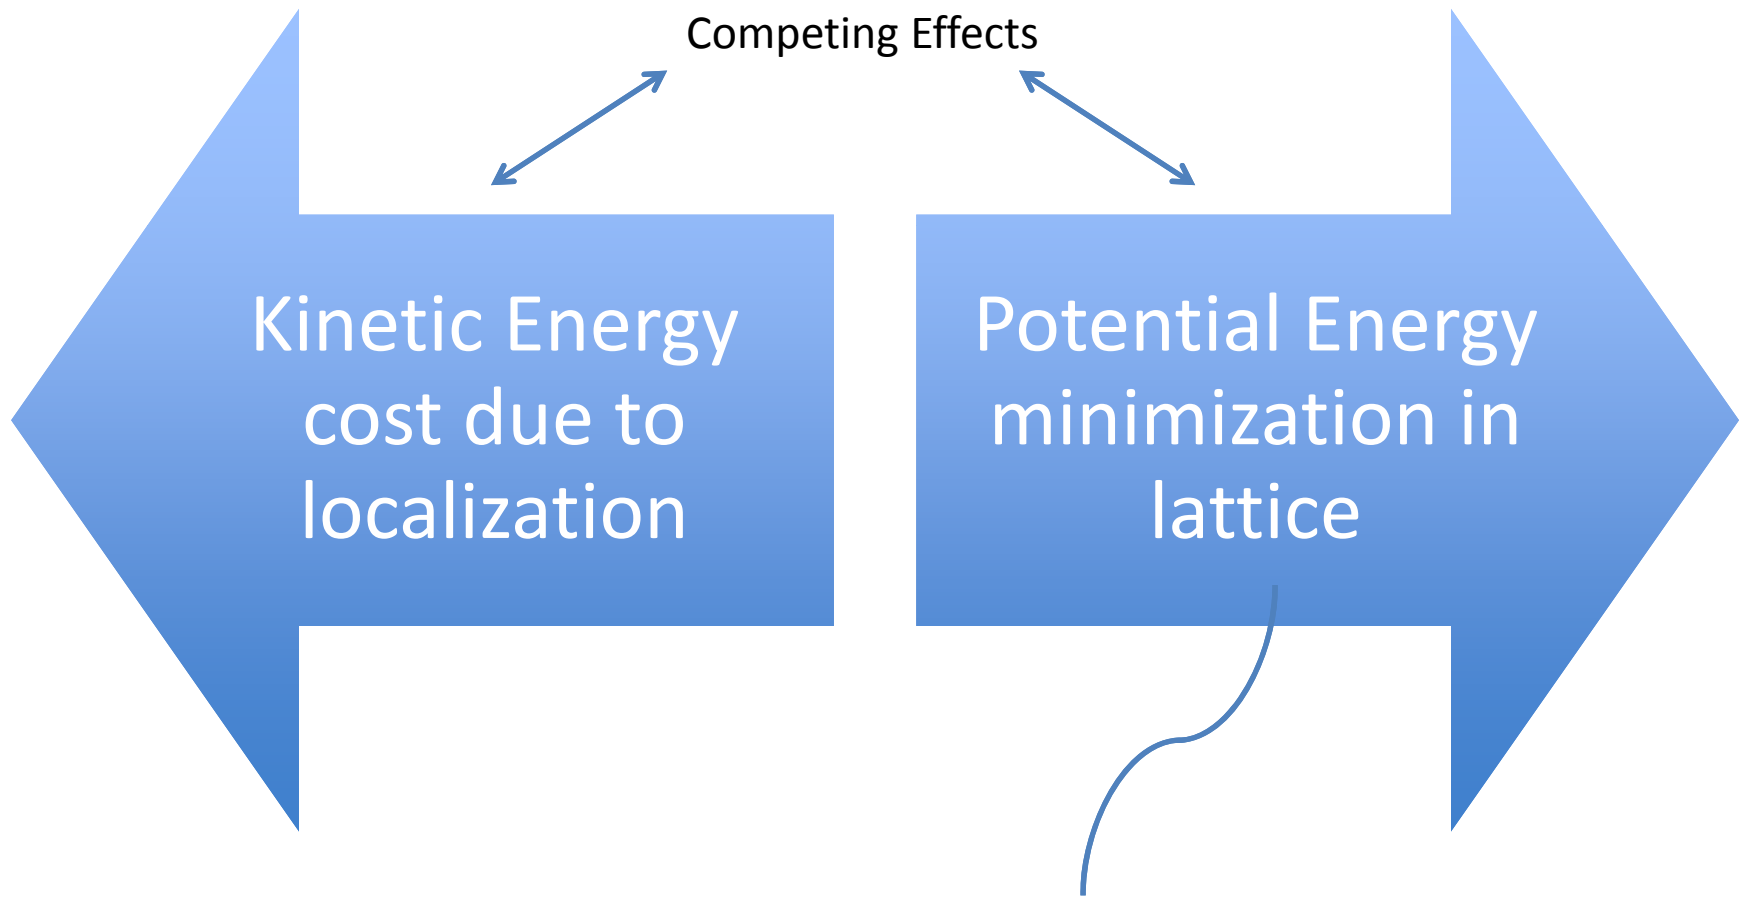 Competing Effects
Kinetic Energy
cost due to
localization
Potential Energy
minimization in
lattice